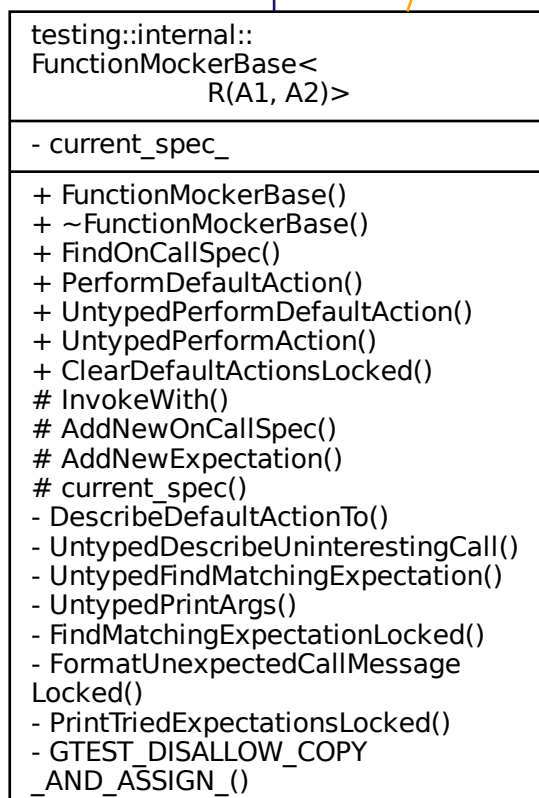 testing::internal::
FunctionMockerBase<
R(A1, A2)>
- current_spec_
+ FunctionMockerBase()
+ ~FunctionMockerBase()
+ FindOnCallSpec()
+ PerformDefaultAction()
+ UntypedPerformDefaultAction()
+ UntypedPerformAction()
+ ClearDefaultActionsLocked()
# InvokeWith()
# AddNewOnCallSpec()
# AddNewExpectation()
# current_spec()
- DescribeDefaultActionTo()
- UntypedDescribeUninterestingCall()
- UntypedFindMatchingExpectation()
- UntypedPrintArgs()
- FindMatchingExpectationLocked()
- FormatUnexpectedCallMessage
Locked()
- PrintTriedExpectationsLocked()
- GTEST_DISALLOW_COPY
_AND_ASSIGN_()